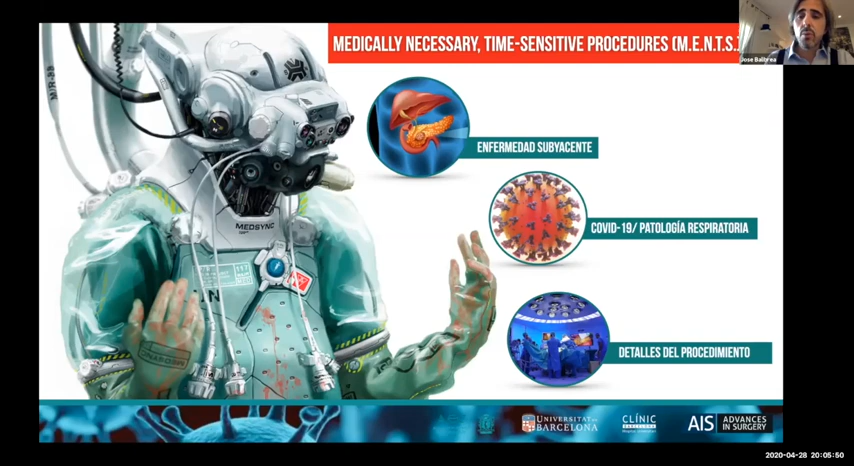 MEDICALLY NECESSARY, TIME-SENSITIVE PROCEDURES (M.E.N.T.S.
Jose Balibrea
ENFERMEDAD SUBYACENTE
COVID-19/ PATOLOGÍA RESPIRATORIA
MEDSYNC
DETALLES DEL PROCEDIMIENTO
UNIVERSITAT DE
BARCELONA
CLÍNIC
BARCELONA
AIS ADVANCES
IN SURGERY
2020-04-28 20:05:50